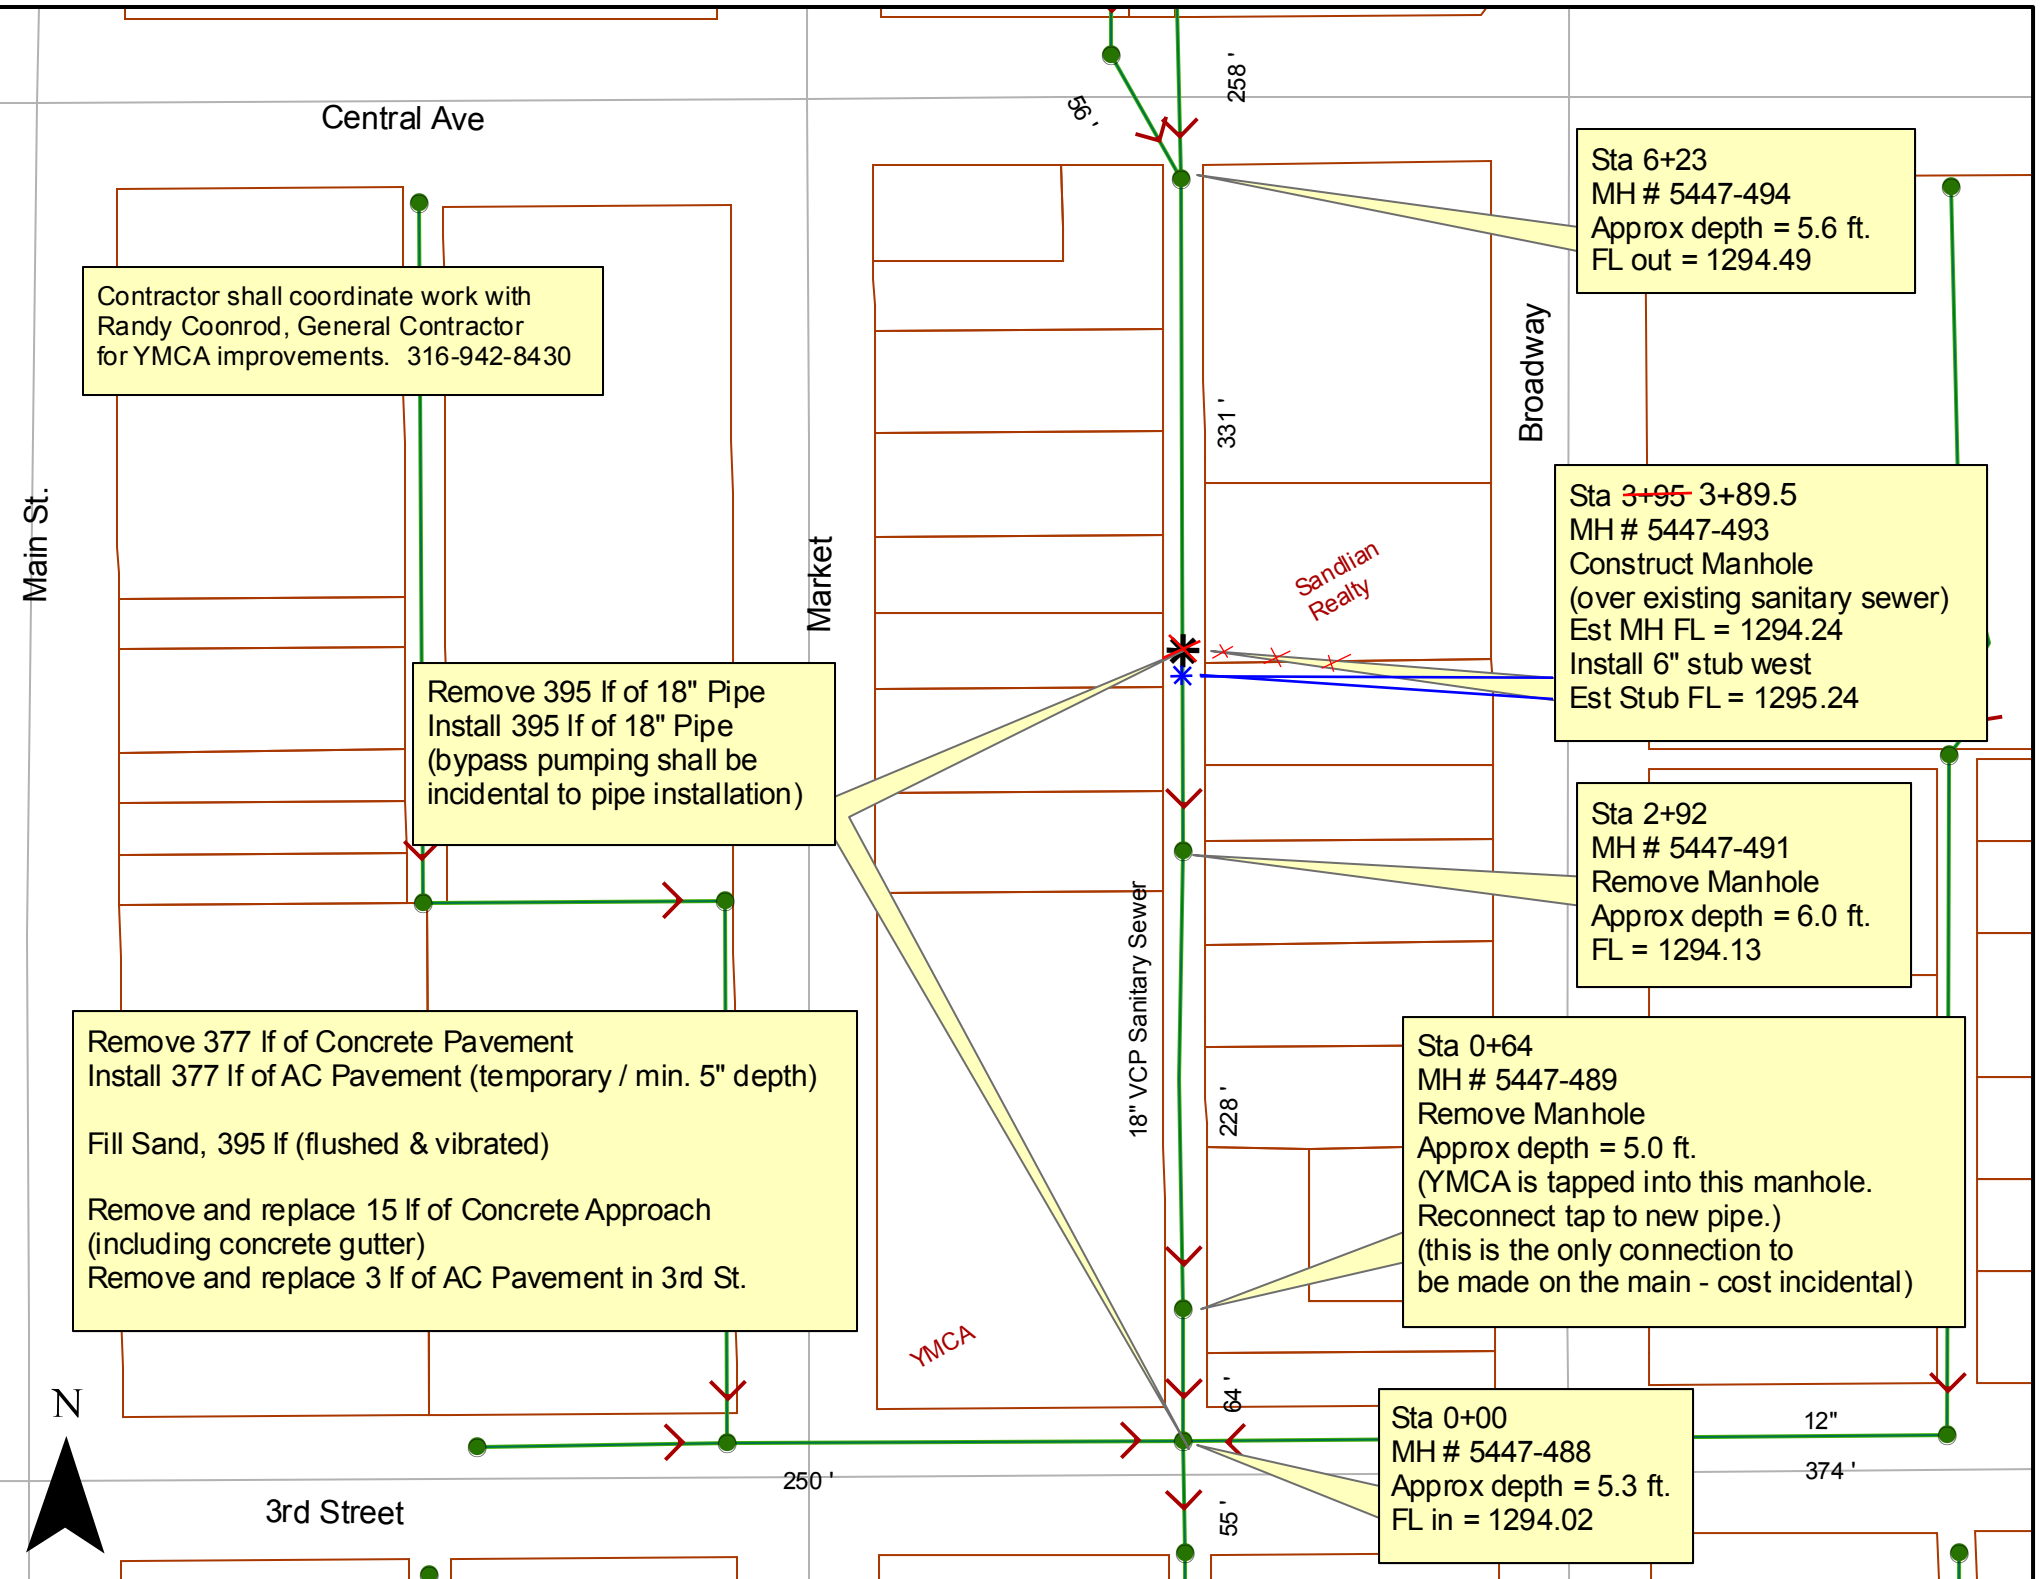 258 '
56 '
Central Ave
Sta 6+23
MH # 5447-494
Approx depth = 5.6 ft.
FL out = 1294.49
Contractor shall coordinate work with
Randy Coonrod, General Contractor
for YMCA improvements.  316-942-8430
Broadway
331 '
Main St.
Market
Sandlian
Realty
Sta 3+95 3+89.5
MH # 5447-493
Construct Manhole
(over existing sanitary sewer)
Est MH FL = 1294.24
Install 6" stub west
Est Stub FL = 1295.24
Remove 395 lf of 18" Pipe
Install 395 lf of 18" Pipe
(bypass pumping shall be
incidental to pipe installation)
Sta 2+92
MH # 5447-491
Remove Manhole
Approx depth = 6.0 ft.
FL = 1294.13
18" VCP Sanitary Sewer
228 '
Remove 377 lf of Concrete Pavement
Install 377 lf of AC Pavement (temporary / min. 5" depth)
Fill Sand, 395 lf (flushed & vibrated)
Remove and replace 15 lf of Concrete Approach
(including concrete gutter)
Remove and replace 3 lf of AC Pavement in 3rd St.
Sta 0+64
MH # 5447-489
Remove Manhole
Approx depth = 5.0 ft.
(YMCA is tapped into this manhole.
Reconnect tap to new pipe.)
(this is the only connection to
be made on the main - cost incidental)
YMCA
64 '
N
Sta 0+00
MH # 5447-488
Approx depth = 5.3 ft.
FL in = 1294.02
12"
374 '
250 '
55 '
3rd Street